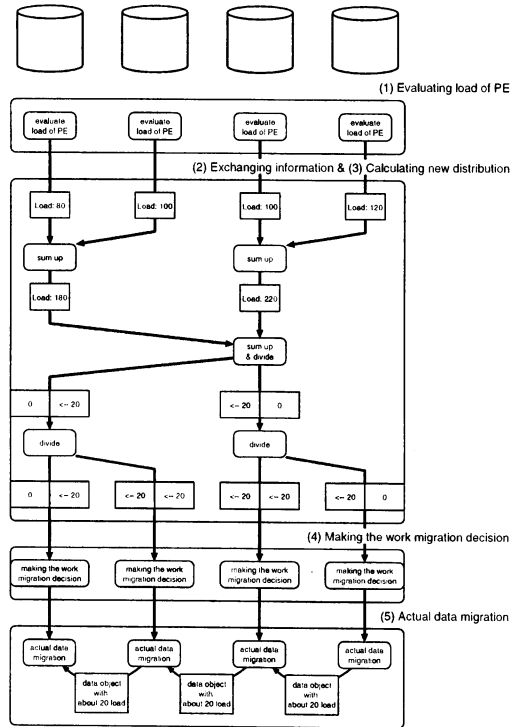 (1) Evaluating load of PE
evaluate
load of PE
evaluate
load of PE
evaluate
load of PE
evaluate
load of PE
(2) Exchanging information & (3) Calculating new distribution
Load: 80
Load: 100
Load: 100
Load: 120
sum up
sum up
Load: 180
Load: 220
sum up
& divide
0
<-- 20
<-- 20
0
divide
divide
0
<-- 20
<-- 20
<-- 20
<-- 20
<-- 20
<-- 20
0
(4) Making the work migration decision
making the work
migration decision
making the work
migration decision
making the work
migration decision
making the work
migration decision
(5) Actual data migration
actual data
migration
actual data
migration
actual data
migration
actual data
migration
data object
with
about 20 load
data object
with
about 20 load
data object
with
about 20 load